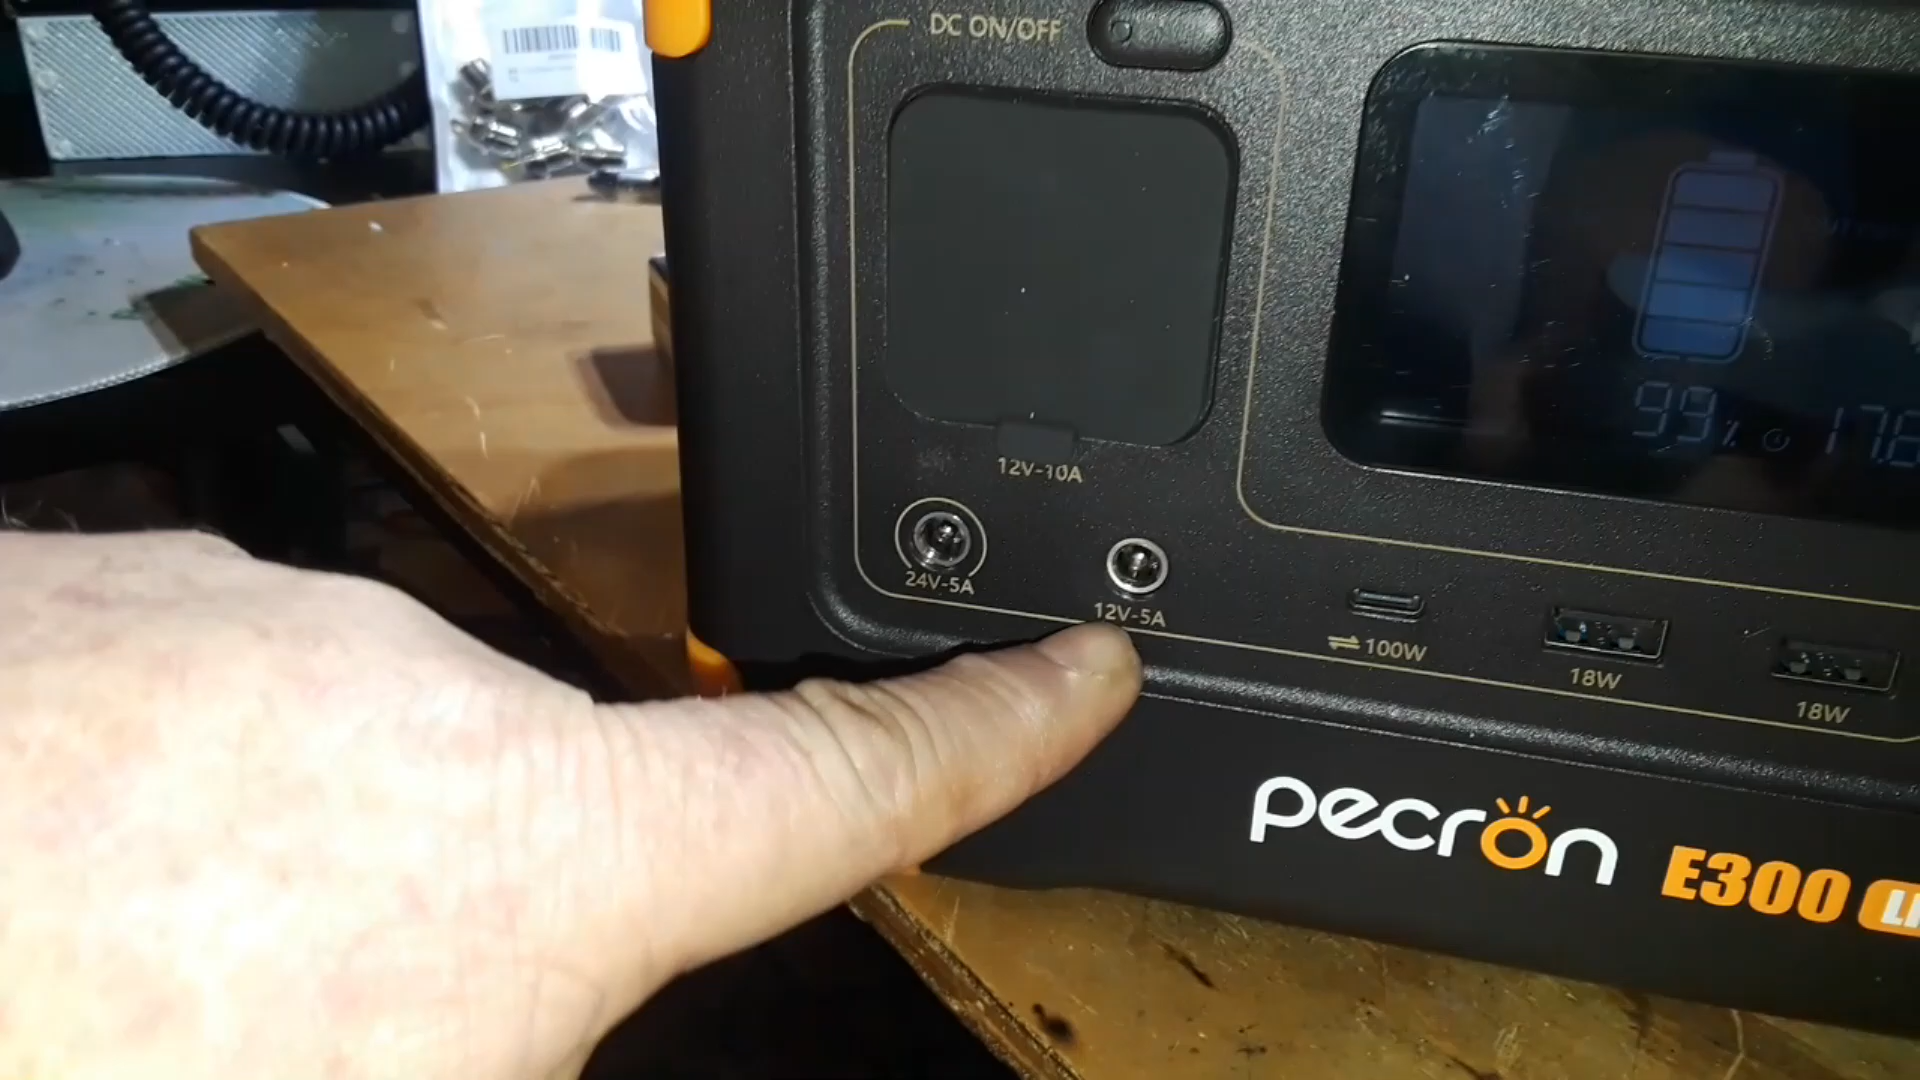 DC ON/OFF
12V-10A
24V-5A
12V-5A
⇌100W
18W
18W
99%
pecron
E300